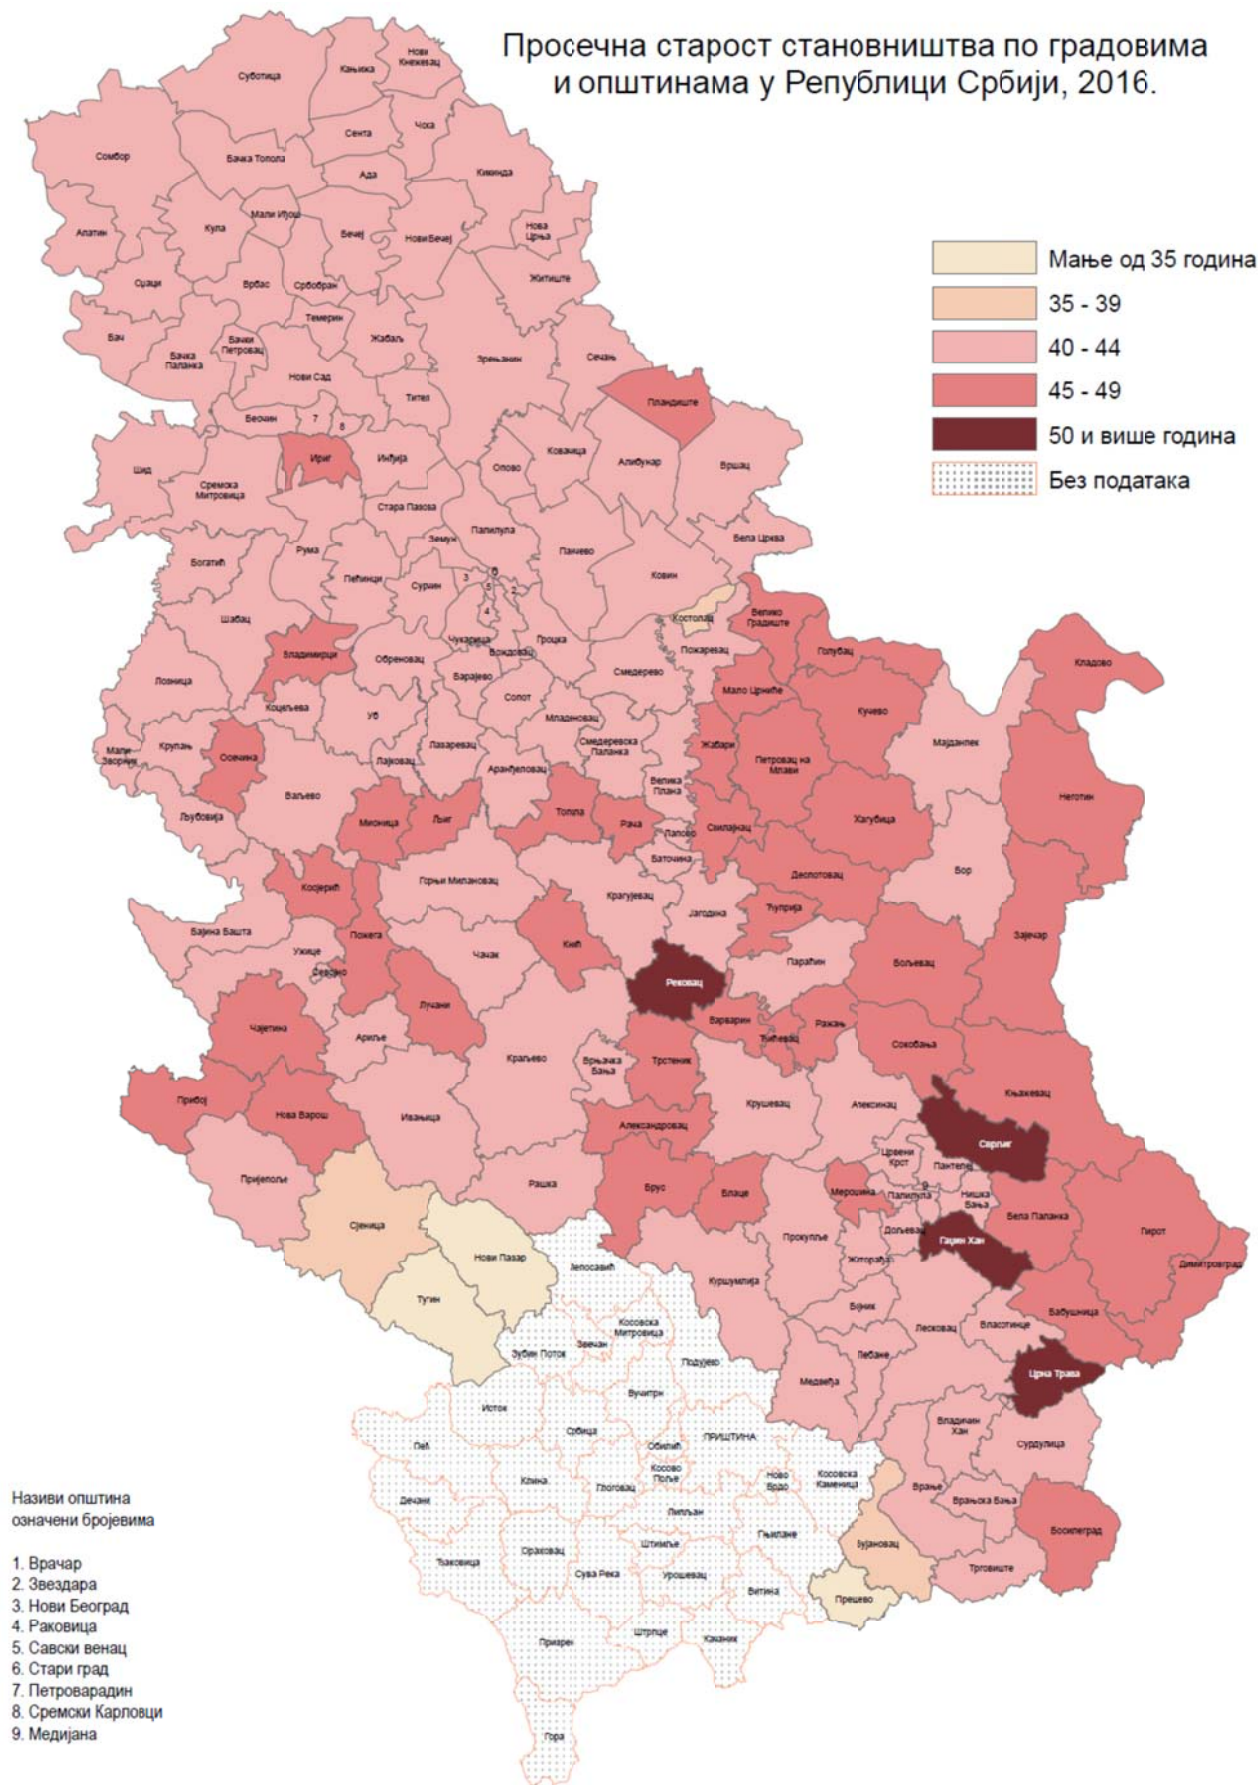 Просечна старост становништва по градовима
и општинама у Републици Србији, 2016.
Мање од 35 година
35 - 39
40 - 44
45 - 49
50 и више година
Без података
Суботица
Кањижа
Нови
Кнежевац
Сента
Чока
Сомбор
Бачка Топола
Ада
Кикинда
Апатин
Кула
Мали Иђош
Бечеј
Нови Бечеј
Нова
Црња
Оџаци
Врбас
Србобран
Житиште
Темерин
Бач
Бачка
Паланка
Бачки
Петровац
Жабаљ
Зрењанин
Сечањ
Нови Сад
Тител
Пландиште
Беочин
7
8
Шид
Сремска
Митровица
Ириг
Инђија
Опово
Ковачица
Алибунар
Вршац
Стара Пазова
Земун
Палилула
Панчево
Бела Црква
Богатић
Рума
Пећинци
Сурчин
3
6
5
2
4
Ковин
Костолац
Шабац
Владимирци
Обреновац
Чукарица
Вождовац
Гроцка
Пожаревац
Велико
Градиште
Голубац
Кладово
Лозница
Коцељева
Барајево
Сопот
Смедерево
Мало Црниће
Кучево
Мали
Зворник
Крупањ
Осечина
Уб
Лајковац
Лазаревац
Младеновац
Смедеревска
Паланка
Аранђеловац
Жабари
Петровац на
Млави
Мајданпек
Љубовија
Ваљево
Мионица
Љиг
Топола
Рача
Велика
Плана
Лапово
Свилајнац
Жагубица
Неготин
Косјерић
Горњи Милановац
Крагујевац
Баточина
Деспотовац
Бор
Бајина Башта
Ужице
Пожега
Севојно
Чачак
Кнић
Јагодина
Ћуприја
Параћин
Бољевац
Зајечар
Чајетина
Ариље
Лучани
Рековац
Варварин
Ћићевац
Ражањ
Сокобања
Краљево
Врњачка
Бања
Трстеник
Прибој
Нова Варош
Ивањица
Александровац
Крушевац
Алексинац
Књажевац
Сврљиг
Пријепоље
Рашка
Брус
Блаце
Црвени
Крст
Пантелеј
9
Мерошина
Палилула
Нишка
Бања
Бела Паланка
Пирот
Димитровград
Сјеница
Нови Пазар
Тутин
Лепосавић
Куршумлија
Прокупље
Дољевац
Житорађа
Гаџин Хан
Бабушница
Бојник
Лесковац
Власотинце
Косовска
Митровица
Звечан
Зубин Поток
Подујево
Медвеђа
Лебане
Црна Трава
Вучитрн
Исток
Србица
Пећ
Обилић
ПРИШТИНА
Косово
Поље
Владичин
Хан
Сурдулица
Клина
Глоговац
Ново
Брдо
Косовска
Каменица
Врање
Врањска Бања
Дечани
Липљан
Гњилане
Босилеград
Ђаковица
Ораховац
Штимље
Сува Река
Урошевац
Витина
Бујановац
Трговиште
Прешево
Призрен
Штрпце
Качаник
Гора
Називи општина
означени бројевима
1. Врачар
2. Звездара
3. Нови Београд
4. Раковица
5. Савски венац
6. Стари град
7. Петроварадин
8. Сремски Карловци
9. Медијана